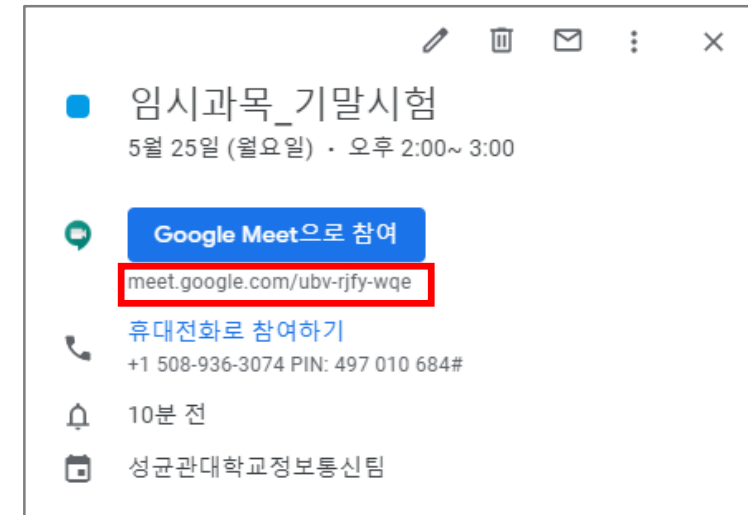 임시과목_기말시험
5월 25일 (월요일) · 오후 2:00~ 3:00
Google Meet으로 참여
meet.google.com/ubv-rjfy-wqe
휴대전화로 참여하기
+1 508-936-3074 PIN: 497 010 684#
10분 전
성균관대학교정보통신팀